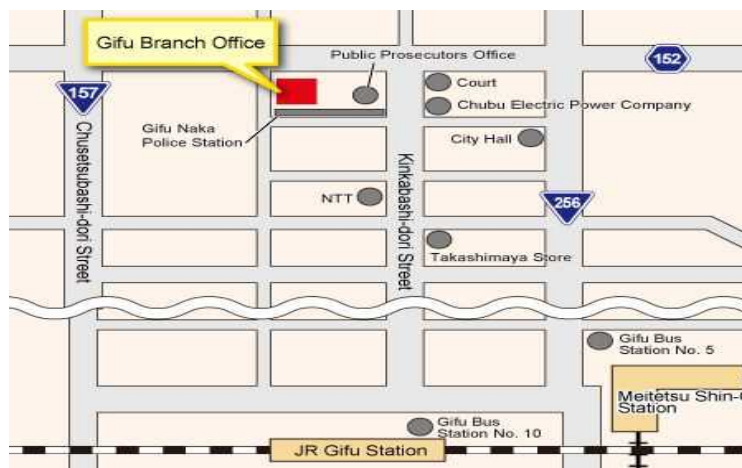 Gifu Branch Office
Public Prosecutors Office
152
157
Court
Chubu Electric Power Company
Gifu Naka
Police Station
City Hall
Chusetsubashi-dori Street
Kinkabashi-dori Street
NTT
256
Takashimaya Store
Gifu Bus
Station No. 5
Meitetsu Shin-
Station
Gifu Bus
Station No. 10
JR Gifu Station